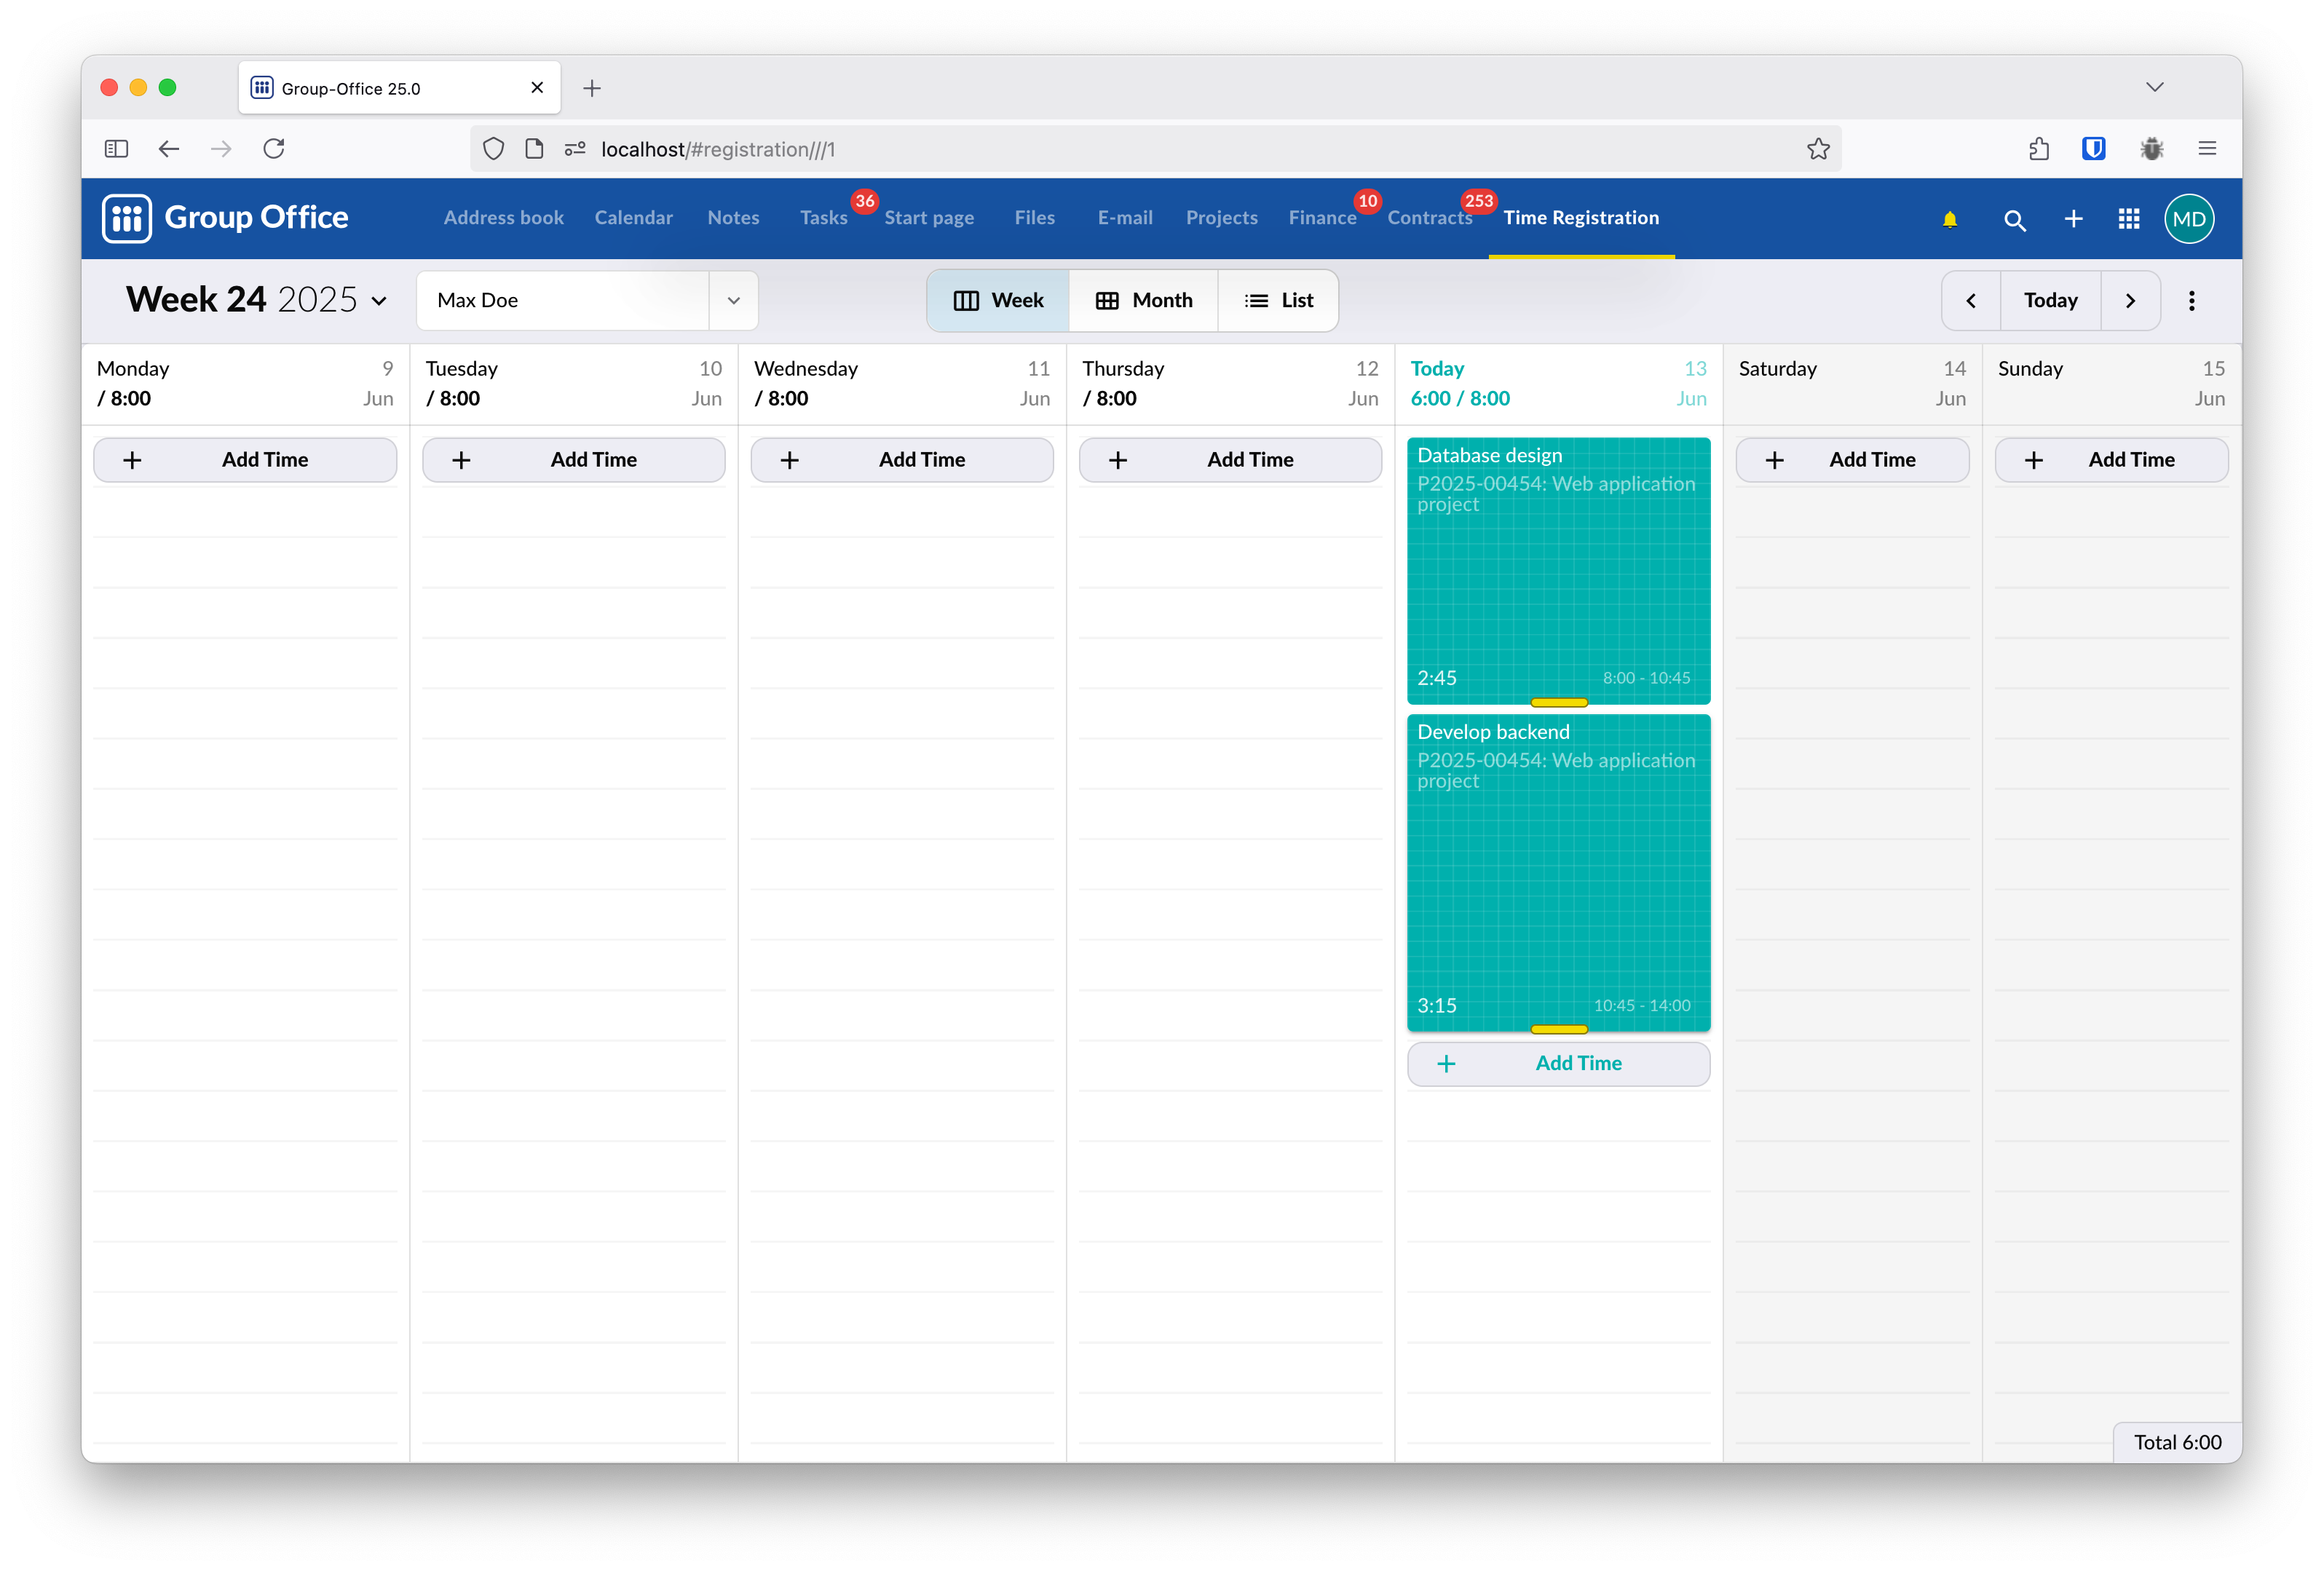 Group-Office 25.0
localhost/#registration///1
Group Office
Address book Calendar Notes Tasks 36 Start page Files E-mail Projects Finance 10 Contracts 253 Time Registration
MD
Week 24 2025
Max Doe
Week Month List
Today
Monday 9
/ 8:00 Jun
Tuesday 10
/ 8:00 Jun
Wednesday 11
/ 8:00 Jun
Thursday 12
/ 8:00 Jun
Today 13
6:00 / 8:00 Jun
Saturday 14
Jun
Sunday 15
Jun
Add Time
Add Time
Add Time
Add Time
Database design
P2025-00454: Web application
project
2:45 8:00 - 10:45
Develop backend
P2025-00454: Web application
project
3:15 10:45 - 14:00
Add Time
Add Time
Add Time
Total 6:00